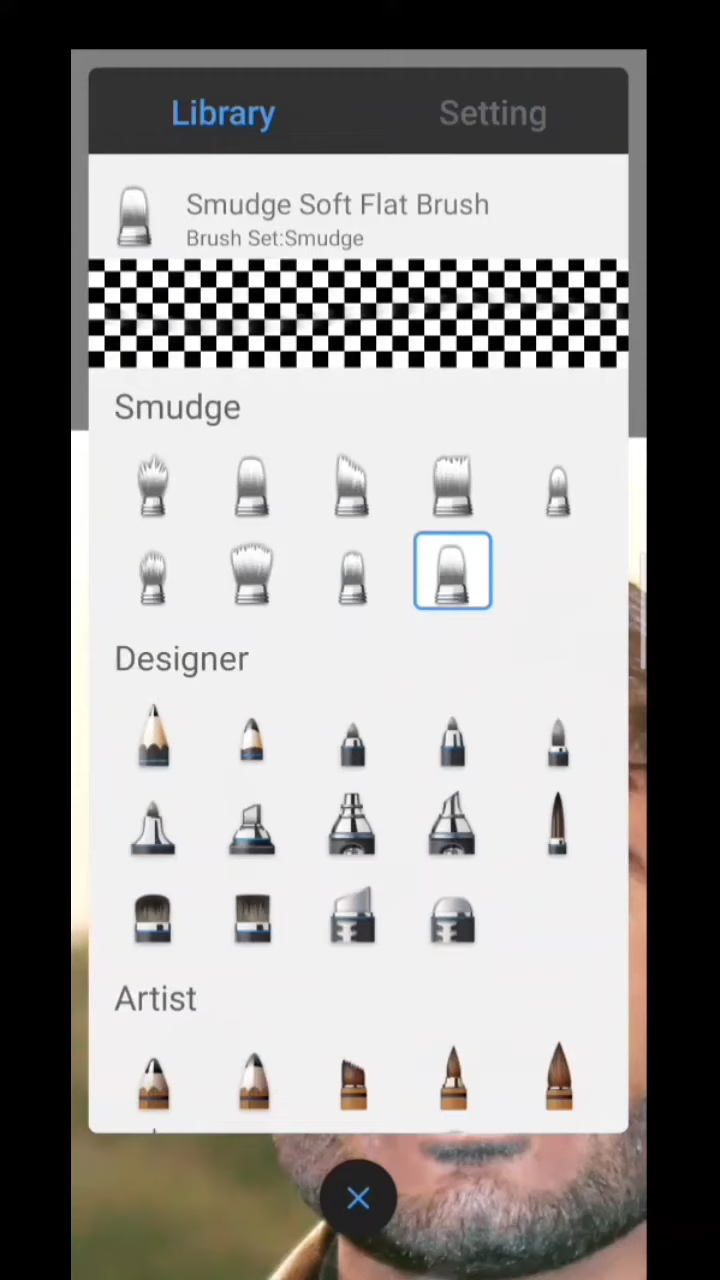 Library
Setting
Smudge Soft Flat Brush
Brush Set:Smudge
Smudge
Designer
Artist